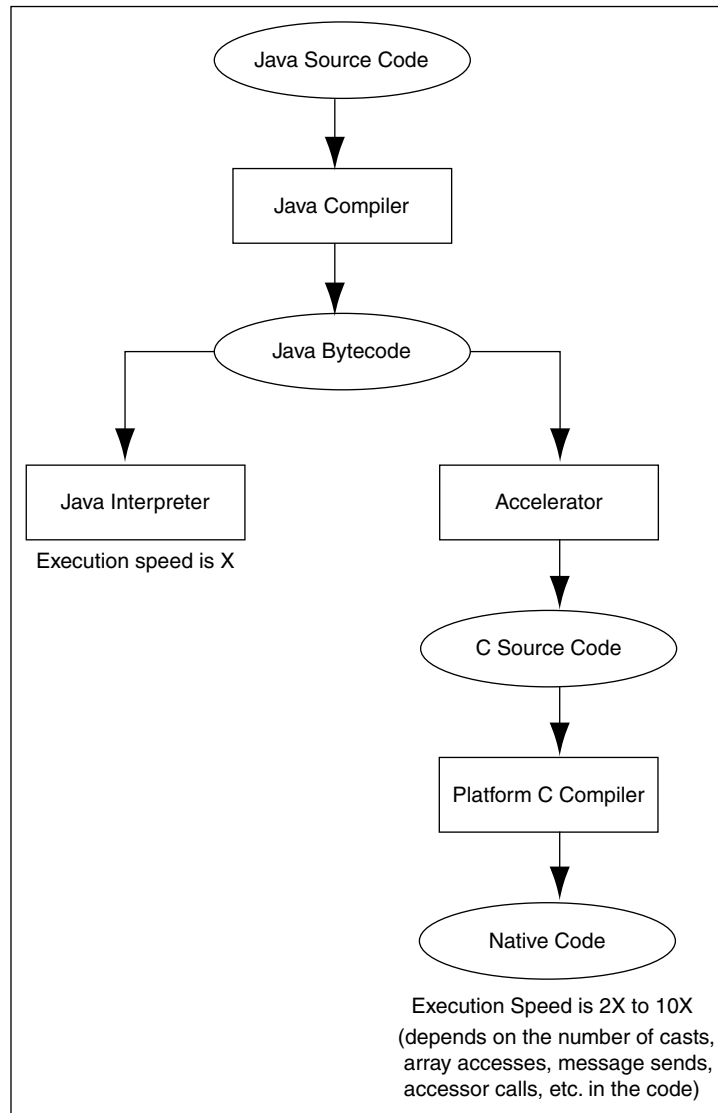 Java Source Code
Java Compiler
Java Bytecode
Java Interpreter
Execution speed is X
Accelerator
C Source Code
Platform C Compiler
Native Code
Execution Speed is 2X to 10X
(depends on the number of casts,
array accesses, message sends,
accessor calls, etc. in the code)